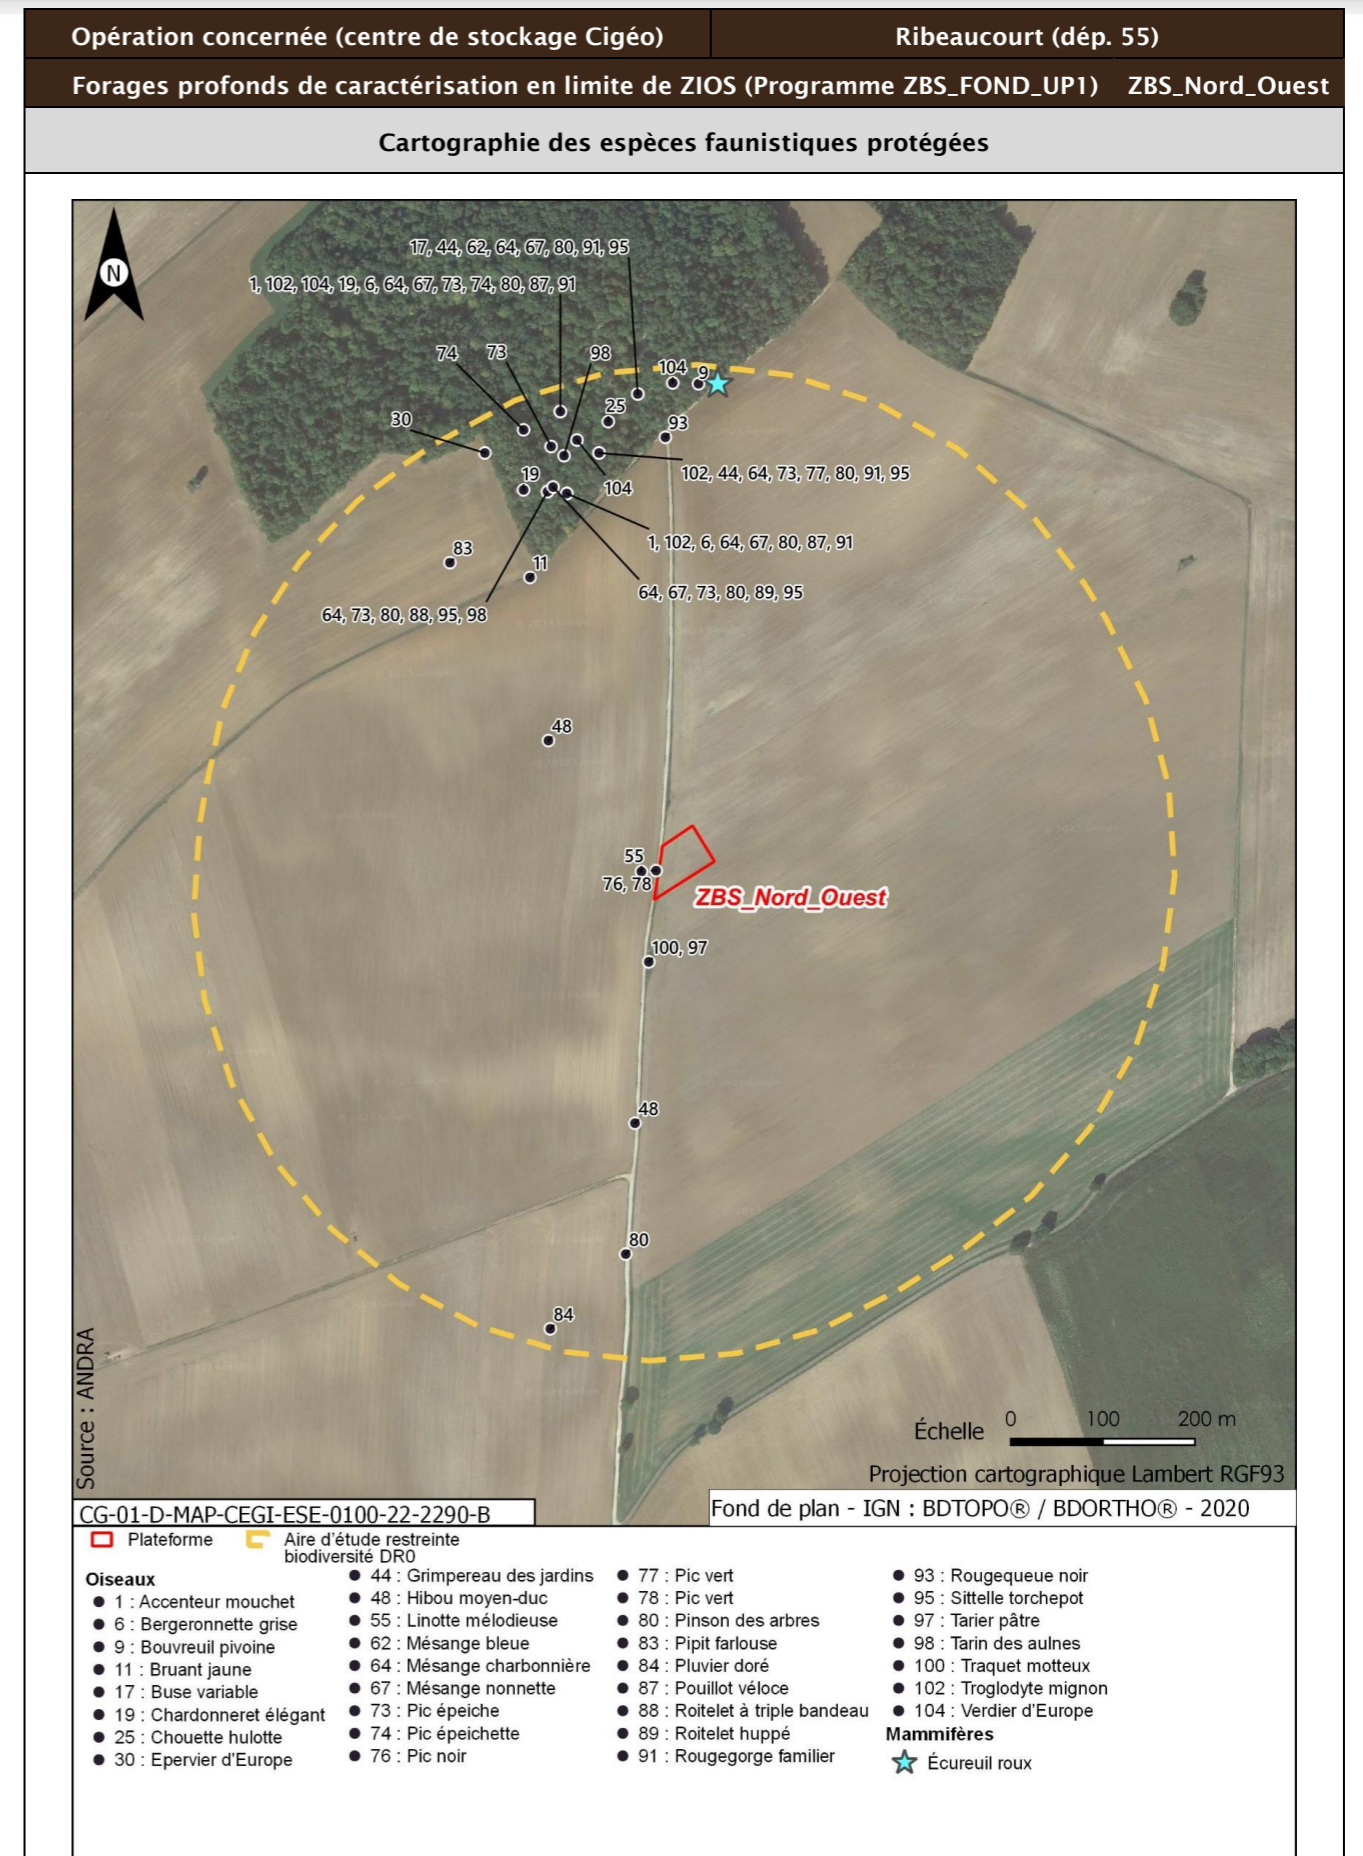 Opération concernée (centre de stockage Cigéo)
Ribeaucourt (dép. 55)
Forages profonds de caractérisation en limite de ZIOS (Programme ZBS_FOND_UP1) ZBS_Nord_Ouest
Cartographie des espèces faunistiques protégées
N
17, 44, 62, 64, 67, 80, 91, 95
1, 102, 104, 19, 6, 64, 67, 73, 74, 80, 87, 91
74
73
98
104
9
25
30
93
102, 44, 64, 73, 77, 80, 91, 95
19
104
1, 102, 6, 64, 67, 80, 87, 91
83
11
64, 67, 73, 80, 89, 95
64, 73, 80, 88, 95, 98
48
55
76, 78
ZBS_Nord_Ouest
100, 97
48
80
84
Source : ANDRA
Échelle
0 100 200 m
Projection cartographique Lambert RGF93
CG-01-D-MAP-CEGI-ESE-0100-22-2290-B
Fond de plan - IGN : BDTOPO® / BDORTHO® - 2020
Plateforme
Aire d'étude restreinte
biodiversité DR0
Oiseaux
1 : Accenteur mouchet
6 : Bergeronnette grise
9 : Bouvreuil pivoine
11 : Bruant jaune
17 : Buse variable
19 : Chardonneret élégant
25 : Chouette hulotte
30 : Epervier d'Europe
44 : Grimpereau des jardins
48 : Hibou moyen-duc
55 : Linotte mélodieuse
62 : Mésange bleue
64 : Mésange charbonnière
67 : Mésange nonnette
73 : Pic épeiche
74 : Pic épeichette
76 : Pic noir
77 : Pic vert
78 : Pic vert
80 : Pinson des arbres
83 : Pipit farlouse
84 : Pluvier doré
87 : Pouillot véloce
88 : Roitelet à triple bandeau
89 : Roitelet huppé
91 : Rougegorge familier
93 : Rougequeue noir
95 : Sittelle torchepot
97 : Tarier pâtre
98 : Tarin des aulnes
100 : Traquet motteux
102 : Troglodyte mignon
104 : Verdier d'Europe
Mammifères
Écureuil roux